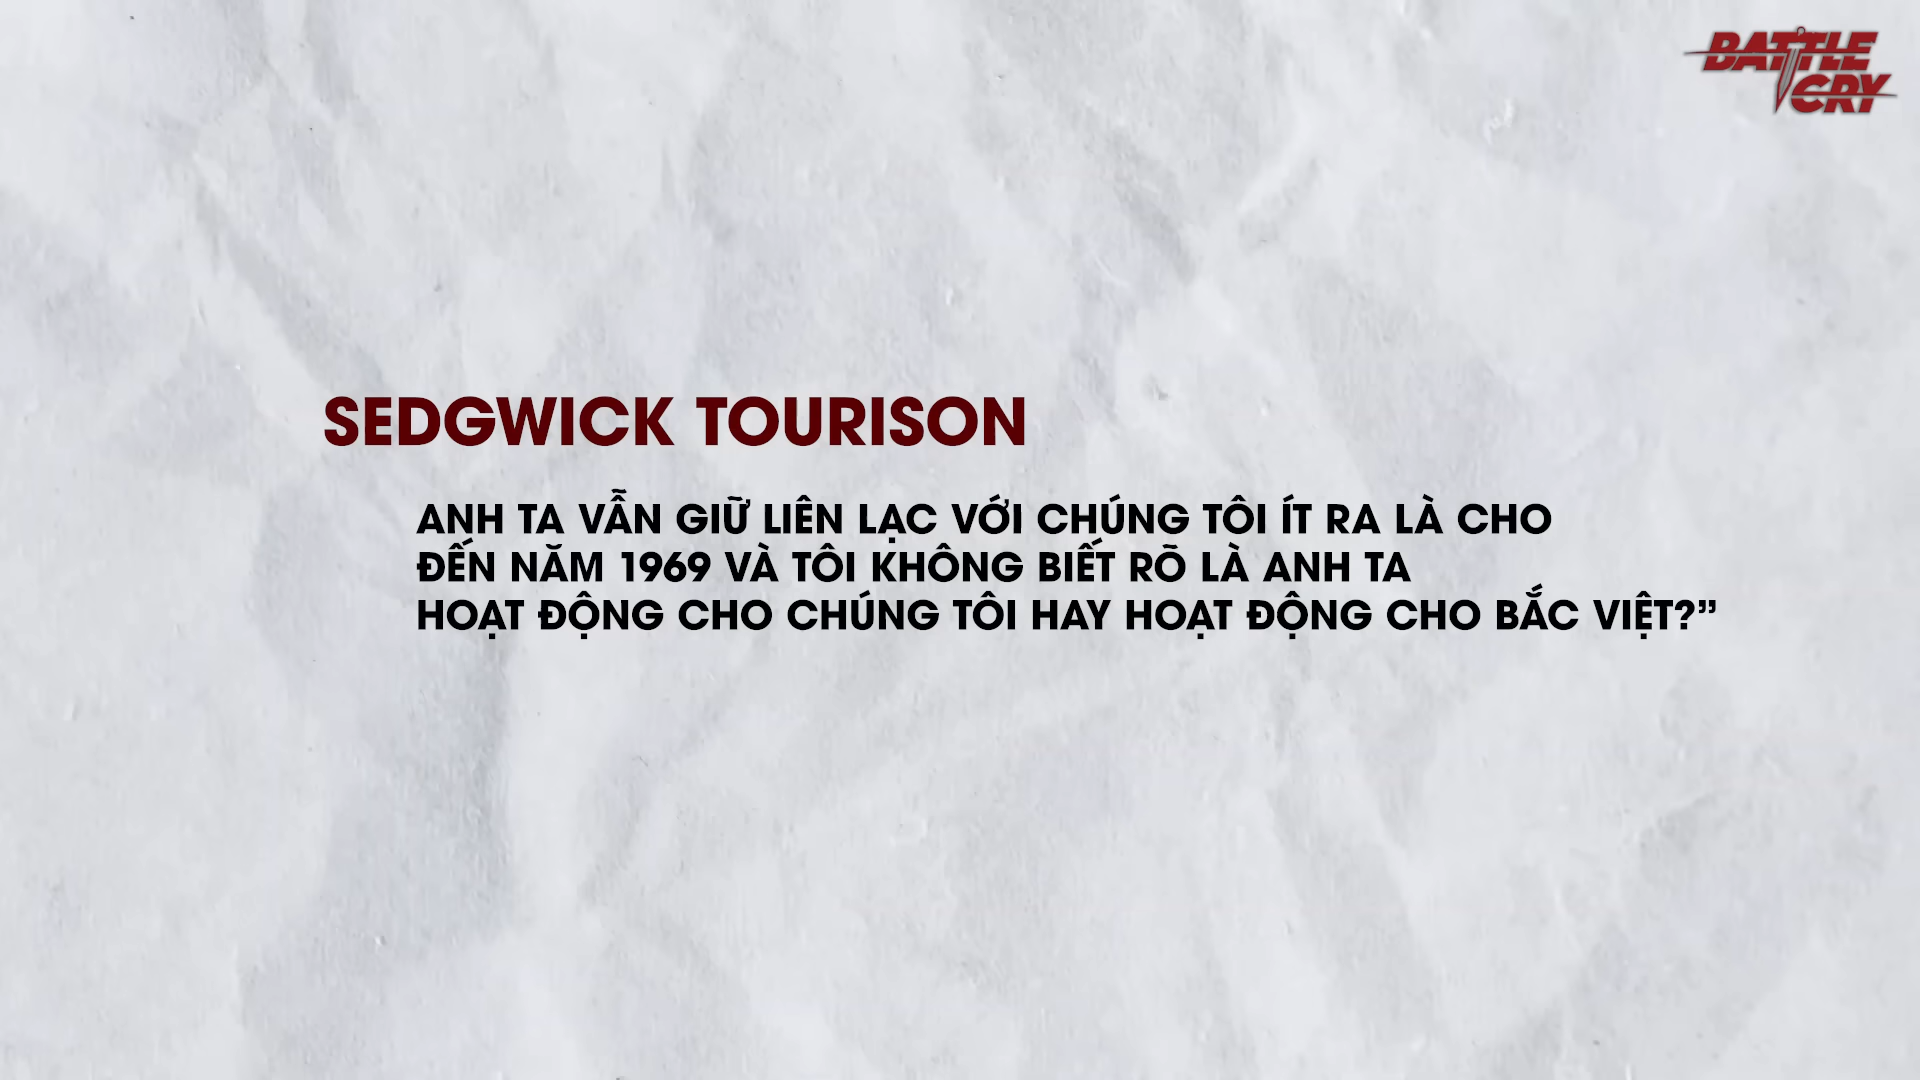 BATTLE
CRY
SEDGWICK TOURISON
ANH TA VẪN GIỮ LIÊN LẠC VỚI CHÚNG TÔI ÍT RA LÀ CHO
ĐẾN NĂM 1969 VÀ TÔI KHÔNG BIẾT RÕ LÀ ANH TA
HOẠT ĐỘNG CHO CHÚNG TÔI HAY HOẠT ĐỘNG CHO BẮC VIỆT?”